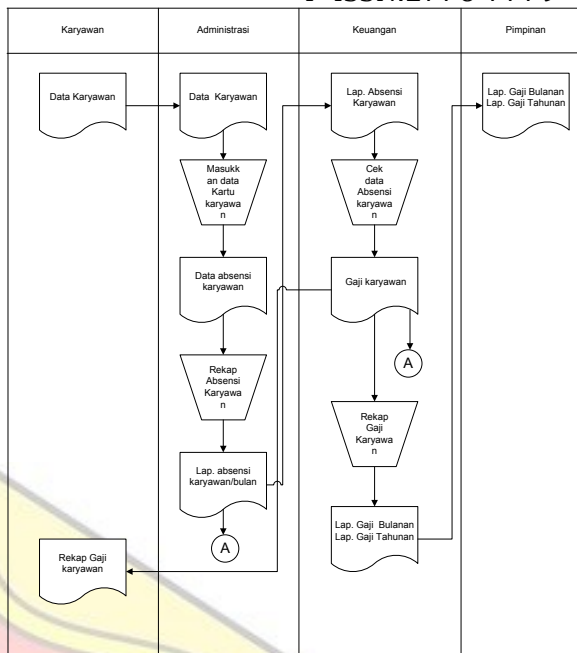 Karyawan
Administrasi
Keuangan
Pimpinan
Data Karyawan
Data Karyawan
Lap. Absensi
Karyawan
Lap. Gaji Bulanan
Lap. Gaji Tahunan
Masukk
an data
Kartu
karyawa
n
Cek
data
Absensi
karyawa
n
Data absensi
karyawan
Gaji karyawan
A
Rekap
Absensi
Karyawa
n
Rekap
Gaji
Karyawa
n
Lap. absensi
karyawan/bulan
A
Lap. Gaji Bulanan
Lap. Gaji Tahunan
Rekap Gaji
karyawan